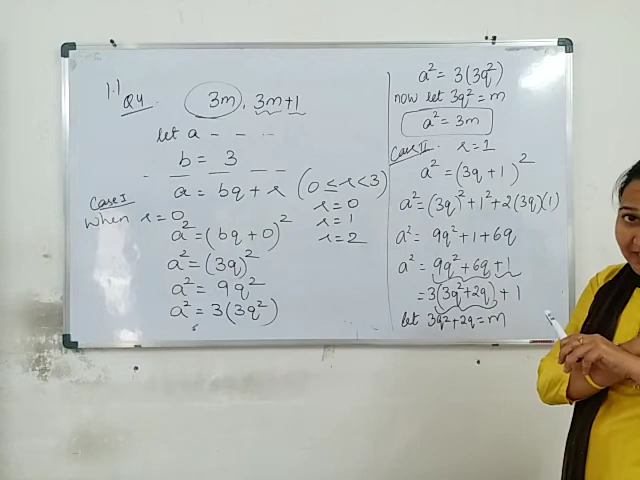 1.1 Q4. 3m, 3m+1
let a - - -
b = 3
a = bq + r (0 ≤ r < 3)
r = 0
r = 1
r = 2
Case I
when r = 0
a² = (bq + 0)²
a² = (3q)²
a² = 9q²
a² = 3(3q²)
a² = 3(3q²)
now let 3q² = m
a² = 3m
Case II. r = 1
a² = (3q + 1)²
a² = (3q)² + 1² + 2(3q)(1)
a² = 9q² + 1 + 6q
a² = 9q² + 6q + 1
= 3(3q² + 2q) + 1
let 3q² + 2q = m